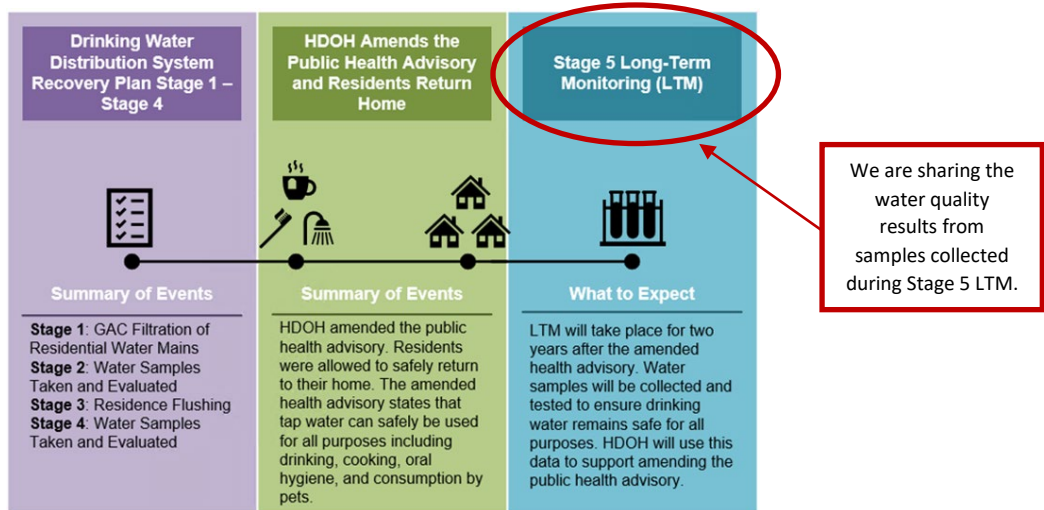 Drinking Water
Distribution System
Recovery Plan Stage 1 –
Stage 4
Summary of Events
Stage 1: GAC Filtration of
Residential Water Mains
Stage 2: Water Samples
Taken and Evaluated
Stage 3: Residence Flushing
Stage 4: Water Samples
Taken and Evaluated
HDOH Amends the
Public Health Advisory
and Residents Return
Home
Summary of Events
HDOH amended the public
health advisory. Residents
were allowed to safely return
to their home. The amended
health advisory states that
tap water can safely be used
for all purposes including
drinking, cooking, oral
hygiene, and consumption by
pets.
Stage 5 Long-Term
Monitoring (LTM)
What to Expect
LTM will take place for two
years after the amended
health advisory. Water
samples will be collected and
tested to ensure drinking
water remains safe for all
purposes. HDOH will use this
data to support amending the
public health advisory.
We are sharing the
water quality
results from
samples collected
during Stage 5 LTM.